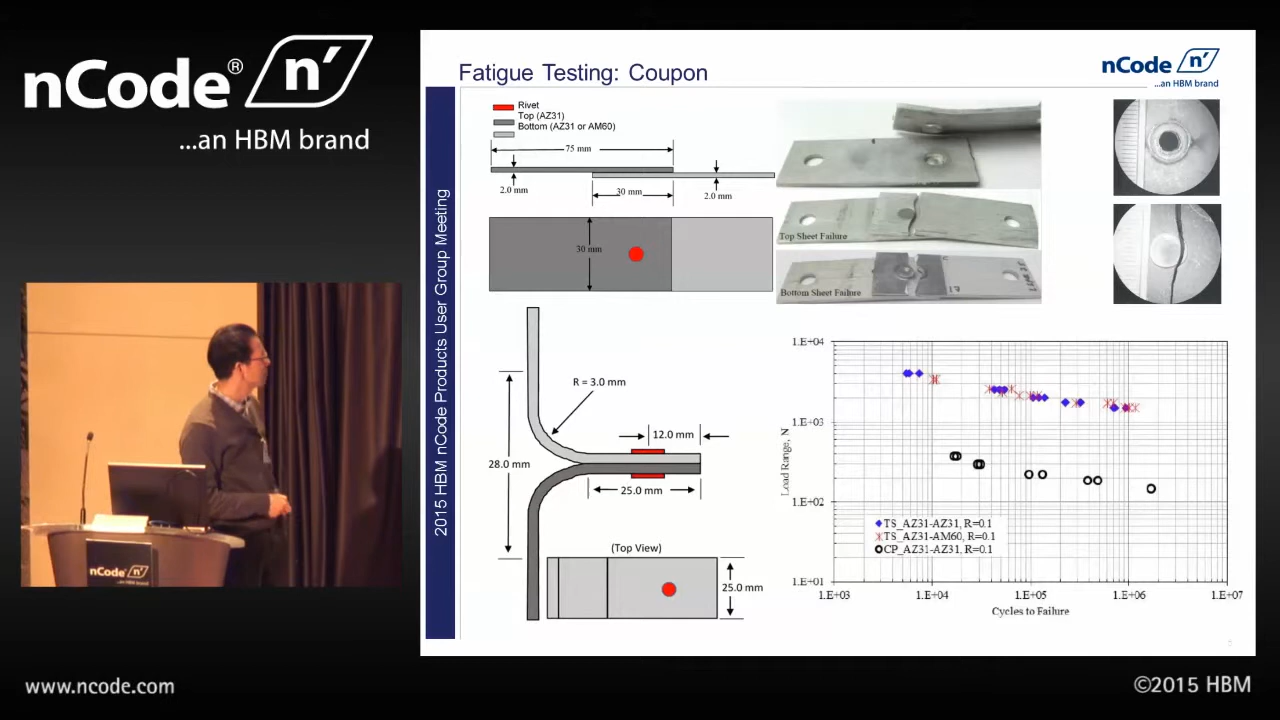 nCode® n'
...an HBM brand
Fatigue Testing: Coupon
nCode n'
...an HBM brand
2015 HBM nCode Products User Group Meeting
Rivet
Top (AZ31)
Bottom (AZ31 or AM60)
75 mm
2.0 mm
30 mm
2.0 mm
30 mm
Top Sheet Failure
Bottom Sheet Failure
R = 3.0 mm
12.0 mm
28.0 mm
25.0 mm
(Top View)
25.0 mm
1.E+04
1.E+03
1.E+02
1.E+01
Load Range, N
TS_AZ31-AZ31, R=0.1
TS_AZ31-AM60, R=0.1
CP_AZ31-AZ31, R=0.1
1.E+03 1.E+04 1.E+05 1.E+06 1.E+07
Cycles to Failure
nCode n'
www.ncode.com
©2015 HBM